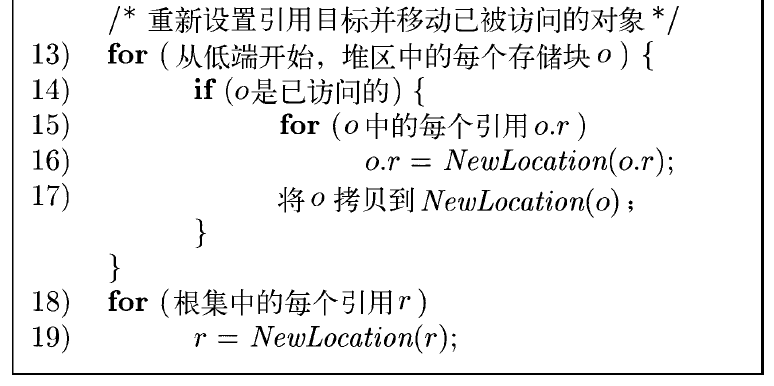 /* 重新设置引用目标并移动已被访问的对象 */
13) for (从低端开始，堆区中的每个存储块 o) {
14) if (o是已访问的) {
15) for (o 中的每个引用 o.r)
16) o.r = NewLocation(o.r);
17) 将 o 拷贝到 NewLocation(o)；
}
}
18) for (根集中的每个引用 r)
19) r = NewLocation(r);